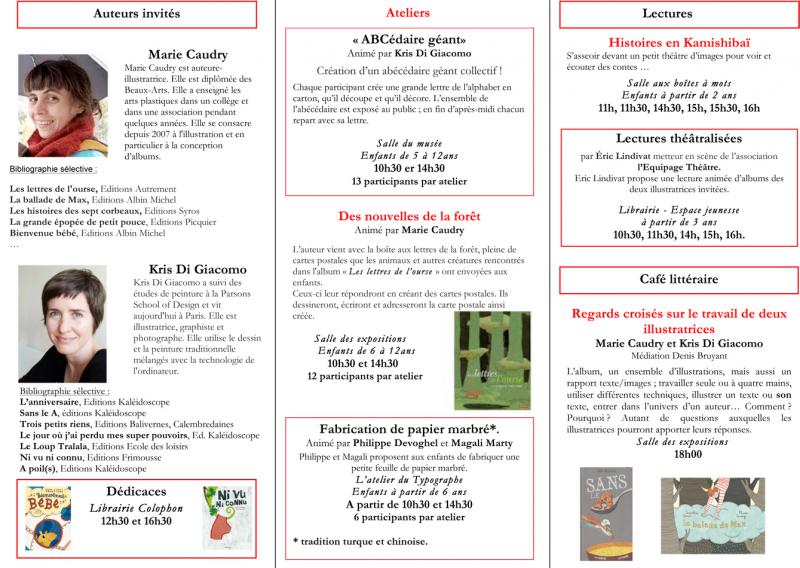 Auteurs invités
Marie Caudry
Marie Caudry est auteure-
illustratrice. Elle est diplômée des
Beaux-Arts. Elle a enseigné les
arts plastiques dans un collège et
dans une association pendant
quelques années. Elle se consacre
depuis 2007 à l'illustration et en
particulier à la conception
d'albums.
Bibliographie sélective :
Les lettres de l'ourse, Editions Autrement
La ballade de Max, Editions Albin Michel
Les histoires des sept corbeaux, Editions Syros
La grande épopée de petit pouce, Editions Picquier
Bienvenue bébé, Editions Albin Michel
…
Kris Di Giacomo
Kris Di Giacomo a suivi des
études de peinture à la Parsons
School of Design et vit
aujourd'hui à Paris. Elle est
illustratrice, graphiste et
photographe. Elle utilise le dessin
et la peinture traditionnelle
mélangés avec la technologie de
l'ordinateur.
Bibliographie sélective :
L'anniversaire, Editions Kaléidoscope
Sans le A, éditions Kaléidoscope
Trois petits riens, Editions Balivernes, Calembredaines
Le jour où j'ai perdu mes super pouvoirs, Ed. Kaléidoscope
Le Loup Tralala, Editions Ecole des loisirs
Ni vu ni connu, Editions Frimousse
A poil(s), Editions Kaléidoscope
Dédicaces
Librairie Colophon
12h30 et 16h30
Bienvenue
BéBé
Ni Vu
Ni CoNNu
Ateliers
« ABCédaire géant»
Animé par Kris Di Giacomo
Création d'un abécédaire géant collectif !
Chaque participant crée une grande lettre de l'alphabet en
carton, qu'il découpe et qu'il décore. L'ensemble de
l'abécédaire est exposé au public ; en fin d'après-midi chacun
repart avec sa lettre.
Salle du musée
Enfants de 5 à 12ans
10h30 er 14h30
13 participants par atelier
Des nouvelles de la forêt
Animé par Marie Caudry
L'auteur vient avec la boîte aux lettres de la forêt, pleine de
cartes postales que les animaux et autres créatures rencontrés
dans l'album « Les lettres de l'ourse » ont envoyées aux
enfants.
Ceux-ci leur répondront en créant des cartes postales. Ils
dessineront, écriront et adresseront la carte postale ainsi
créée.
Salle des expositions
Enfants de 6 à 12ans
10h30 et 14h30
12 participants par atelier
les lettres
de l'Ourse
Fabrication de papier marbré*.
Animé par Philippe Devoghel et Magali Marty
Philippe et Magali proposent aux enfants de fabriquer une
petite feuille de papier marbré.
L'atelier du Typographe
Enfants à partir de 6 ans
A partir de 10h30 et 14h30
6 participants par atelier
* tradition turque et chinoise.
Lectures
Histoires en Kamishibaï
S'asseoir devant un petit théâtre d'images pour voir et
écouter des contes …
Salle aux boîtes à mots
Enfants à partir de 2 ans
11h, 11h30, 14h30, 15h, 15h30, 16h
Lectures théâtralisées
par Éric Lindivat metteur en scène de l'association
l'Equipage Théâtre.
Eric Lindivat propose une lecture animée d'albums des
deux illustratrices invitées.
Librairie - Espace jeunesse
à partir de 3 ans
10h30, 11h30, 14h, 15h, 16h.
Café littéraire
Regards croisés sur le travail de deux
illustratrices
Marie Caudry et Kris Di Giacomo
Médiation Denis Bruyant
L'album, un ensemble d'illustrations, mais aussi un
rapport texte/images ; travailler seule ou à quatre mains,
utiliser différentes techniques, illustrer un texte ou son
texte, entrer dans l'univers d'un auteur… Comment ?
Pourquoi ? Autant de questions auxquelles les
illustratrices pourront apporter leurs réponses.
Salle des expositions
18h00
SANS
LE
la balade de Max